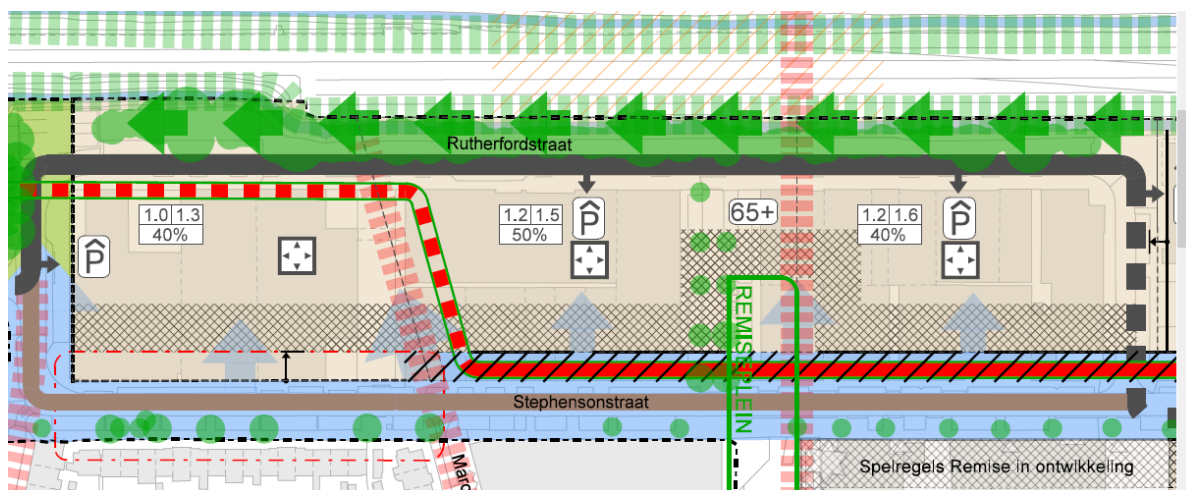 Rutherfordstraat
1.0 1.3
40%
P
1.2 1.5
50%
P
65+
1.2 1.6
40%
P
REMISEPLEIN
Stephensonstraat
Marc
Spelregels Remise in ontwikkeling